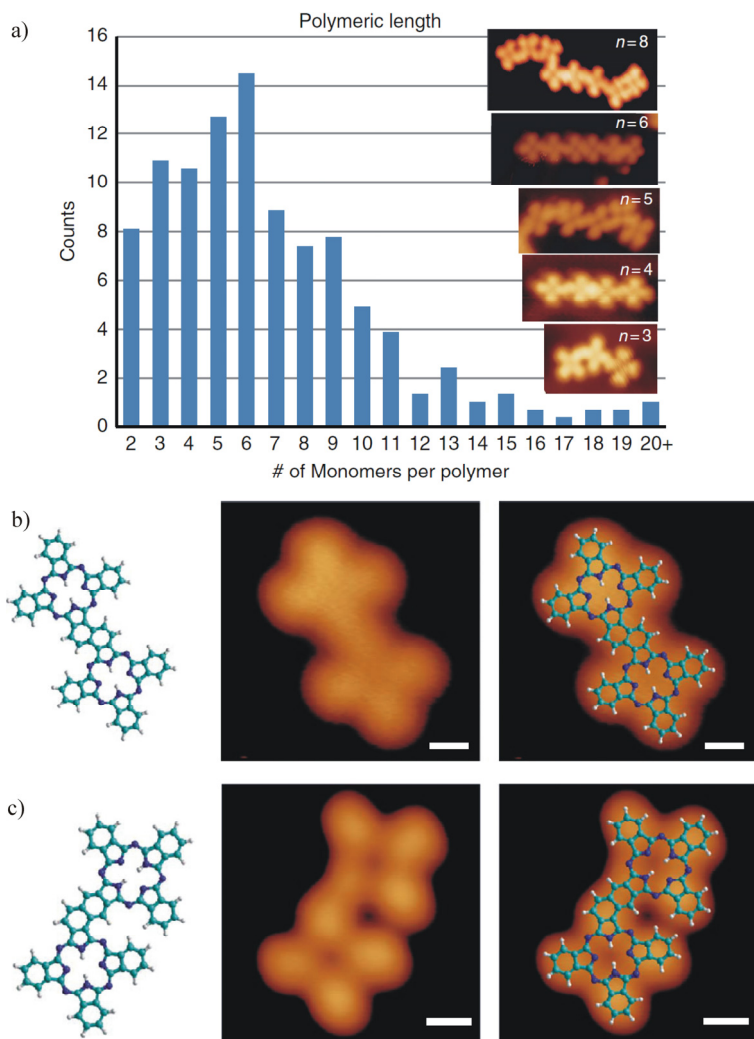 a)
Polymeric length
16
14
12
10
8
6
4
2
0
Counts
n=8
n=6
n=5
n=4
n=3
2 3 4 5 6 7 8 9 10 11 12 13 14 15 16 17 18 19 20+
# of Monomers per polymer
b)
c)